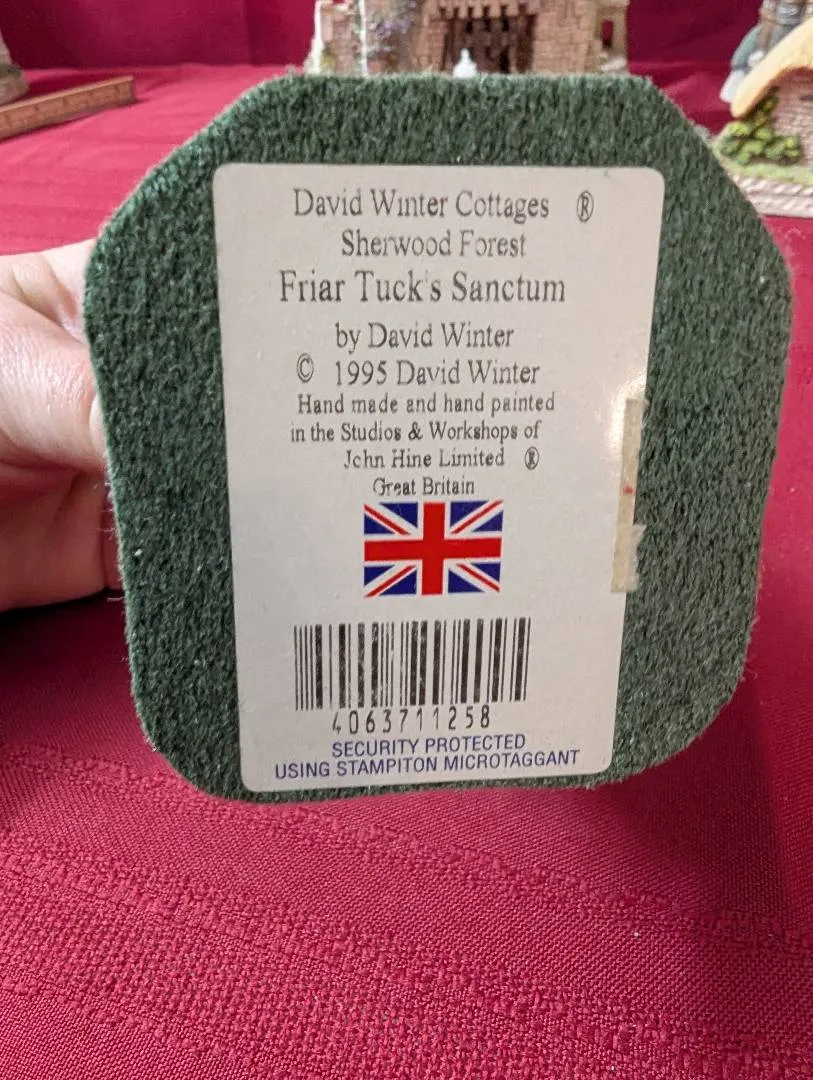 David Winter Cottages ®
Sherwood Forest
Friar Tuck's Sanctum
by David Winter
© 1995 David Winter
Hand made and hand painted
in the Studios & Workshops of
John Hine Limited ®
Great Britain
4063711258
SECURITY PROTECTED
USING STAMPITON MICROTAGGANT